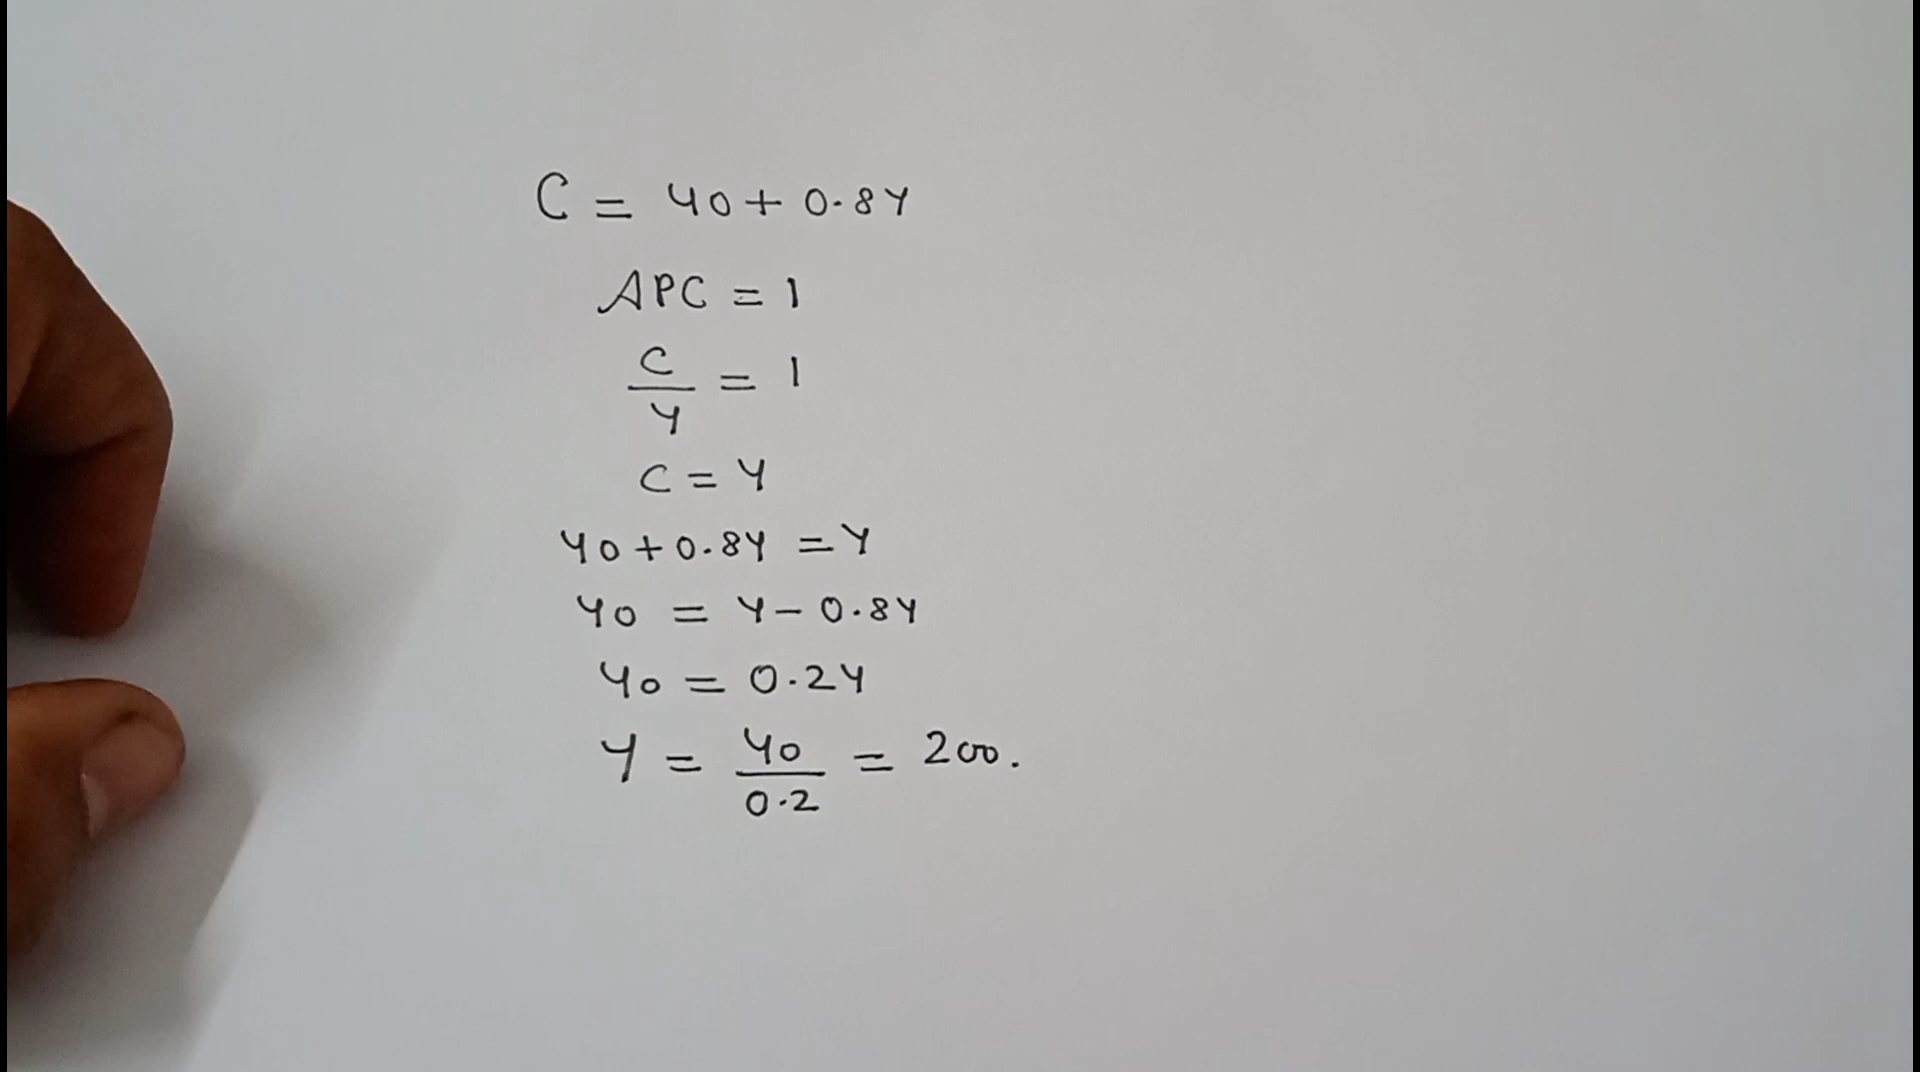 C = 40 + 0.8Y
APC = 1
C/Y = 1
C = Y
40 + 0.8Y = Y
40 = Y - 0.8Y
40 = 0.2Y
Y = 40/0.2 = 200.